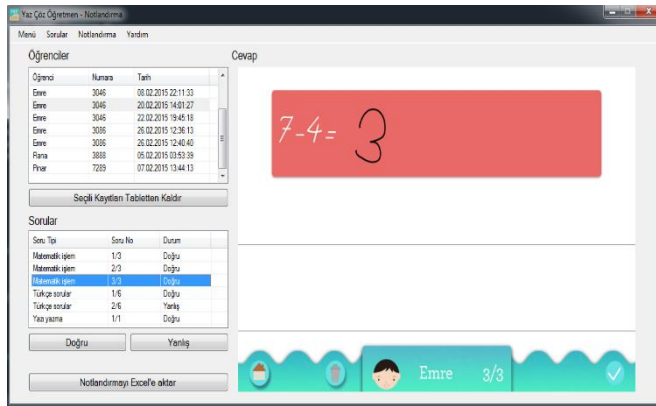 Yaz Çöz Öğretmen - Notlandırma
Menü Sorular Notlandırma Yardım
Öğrenciler
Öğrenci Numara Tarih
Emre 3046 08.02.2015 22:11:33
Emre 3046 20.02.2015 14:01:27
Emre 3046 22.02.2015 19:45:18
Emre 3086 26.02.2015 12:36:13
Emre 3086 26.02.2015 12:40:40
Rana 3888 05.02.2015 03:53:39
Pınar 7289 07.02.2015 13:44:13
Seçili Kayıtları Tabletten Kaldır
Sorular
Soru Tipi Soru No Durum
Matematik işlem 1/3 Doğru
Matematik işlem 2/3 Doğru
Matematik işlem 3/3 Doğru
Türkçe sorular 1/6 Doğru
Türkçe sorular 2/6 Yanlış
Yazı yazma 1/1 Doğru
Doğru Yanlış
Notlandırmayı Excel'e aktar
Cevap
7-4= 3
Emre 3/3